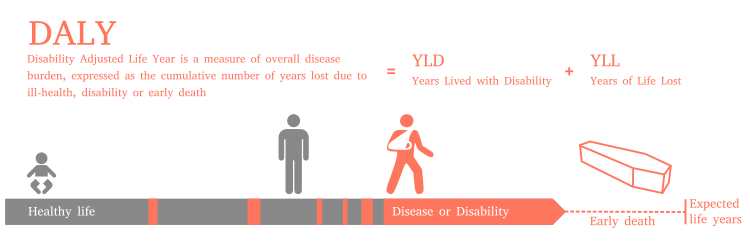 DALY
Disability Adjusted Life Year is a measure of overall disease
burden, expressed as the cumulative number of years lost due to
ill-health, disability or early death
=
YLD
Years Lived with Disability
+
YLL
Years of Life Lost
Healthy life
Disease or Disability
Early death
Expected
life years